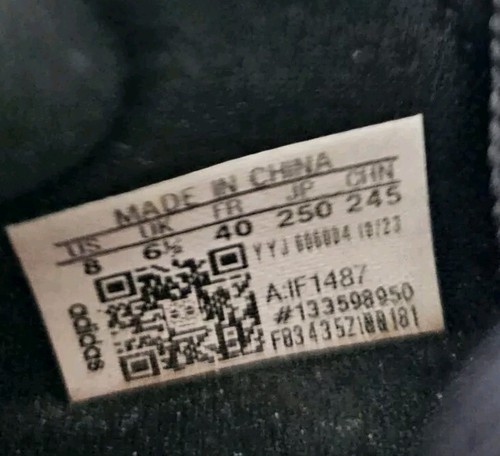 MADE IN CHINA
US UK FR JP CHN
8 6½ 40 250 245
YYJ 606004 10/23
A:IF1487
#133598950
adidas